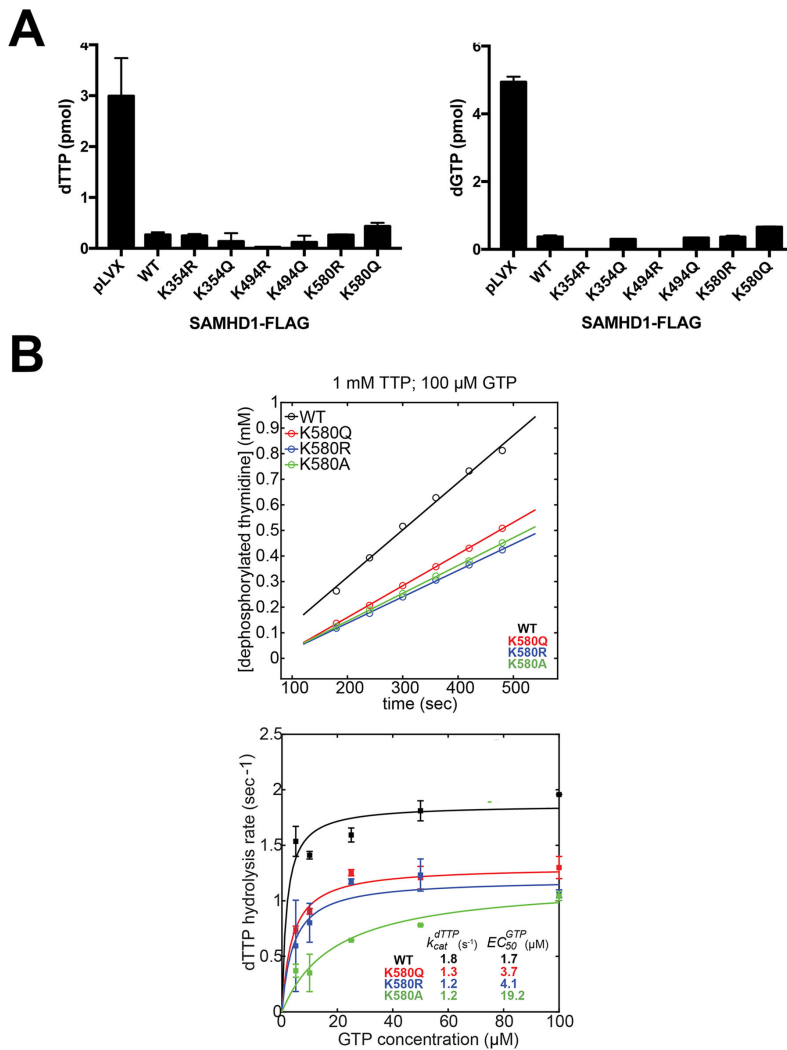 A
4
3
2
1
0
dTTP (pmol)
pLVX
WT
K354R
K354Q
K494R
K494Q
K580R
K580Q
SAMHD1-FLAG
6
4
2
0
dGTP (pmol)
pLVX
WT
K354R
K354Q
K494R
K494Q
K580R
K580Q
SAMHD1-FLAG
B
1 mM TTP; 100 µM GTP
[dephosphorylated thymidine] (mM)
1
0.9
0.8
0.7
0.6
0.5
0.4
0.3
0.2
0.1
0
WT
K580Q
K580R
K580A
WT
K580Q
K580R
K580A
100 200 300 400 500
time (sec)
dTTP hydrolysis rate (sec-1)
2.5
2
1.5
1
0.5
0
k_cat^dTTP (s⁻¹) EC_50^GTP (µM)
WT 1.8 1.7
K580Q 1.3 3.7
K580R 1.2 4.1
K580A 1.2 19.2
0 20 40 60 80 100
GTP concentration (µM)